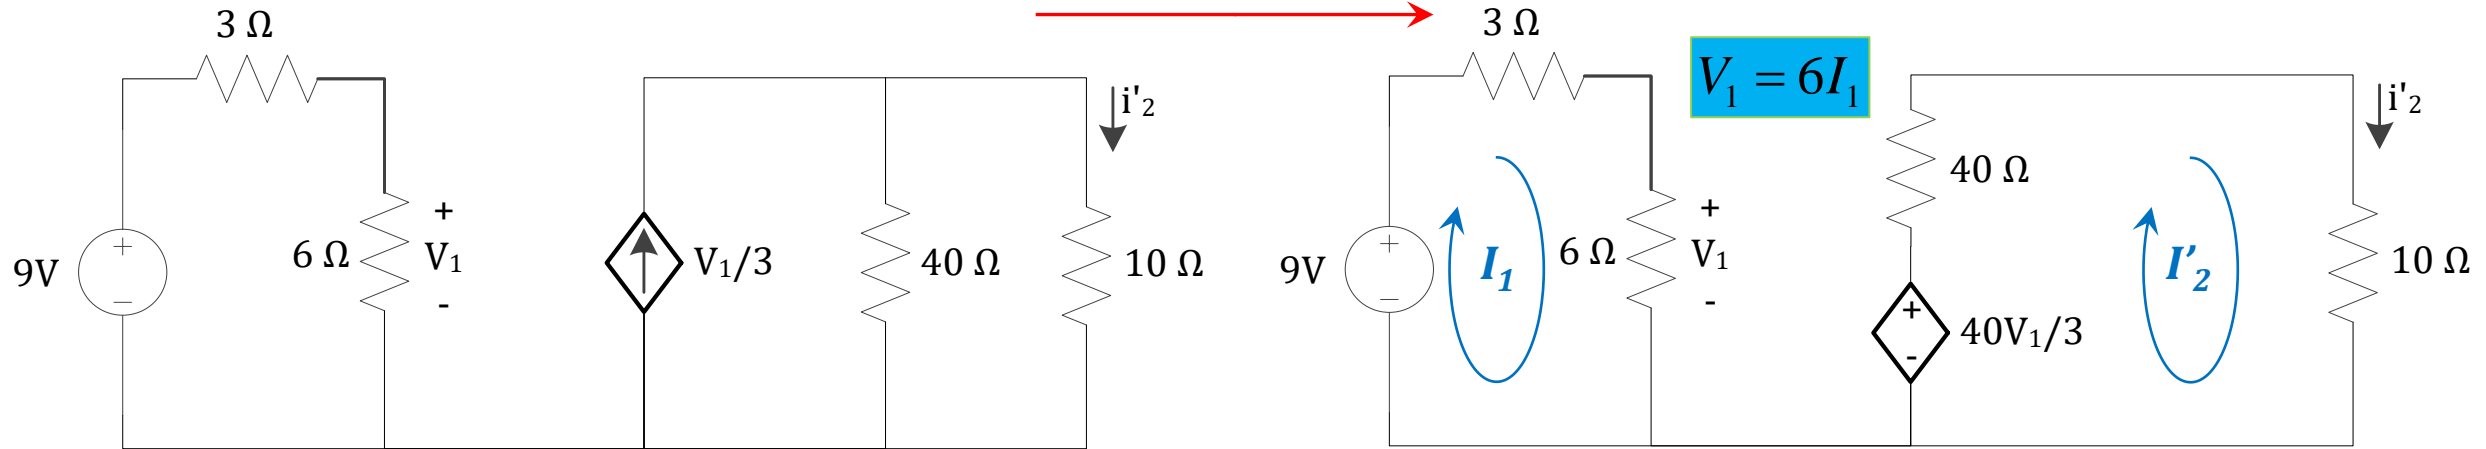 3 Ω
9V
+
−
6 Ω
+
V₁
-
V₁/3
40 Ω
10 Ω
i'₂
3 Ω
V₁ = 6I₁
9V
+
−
I₁
6 Ω
+
V₁
-
40 Ω
+
-
40V₁/3
I'₂
i'₂
10 Ω